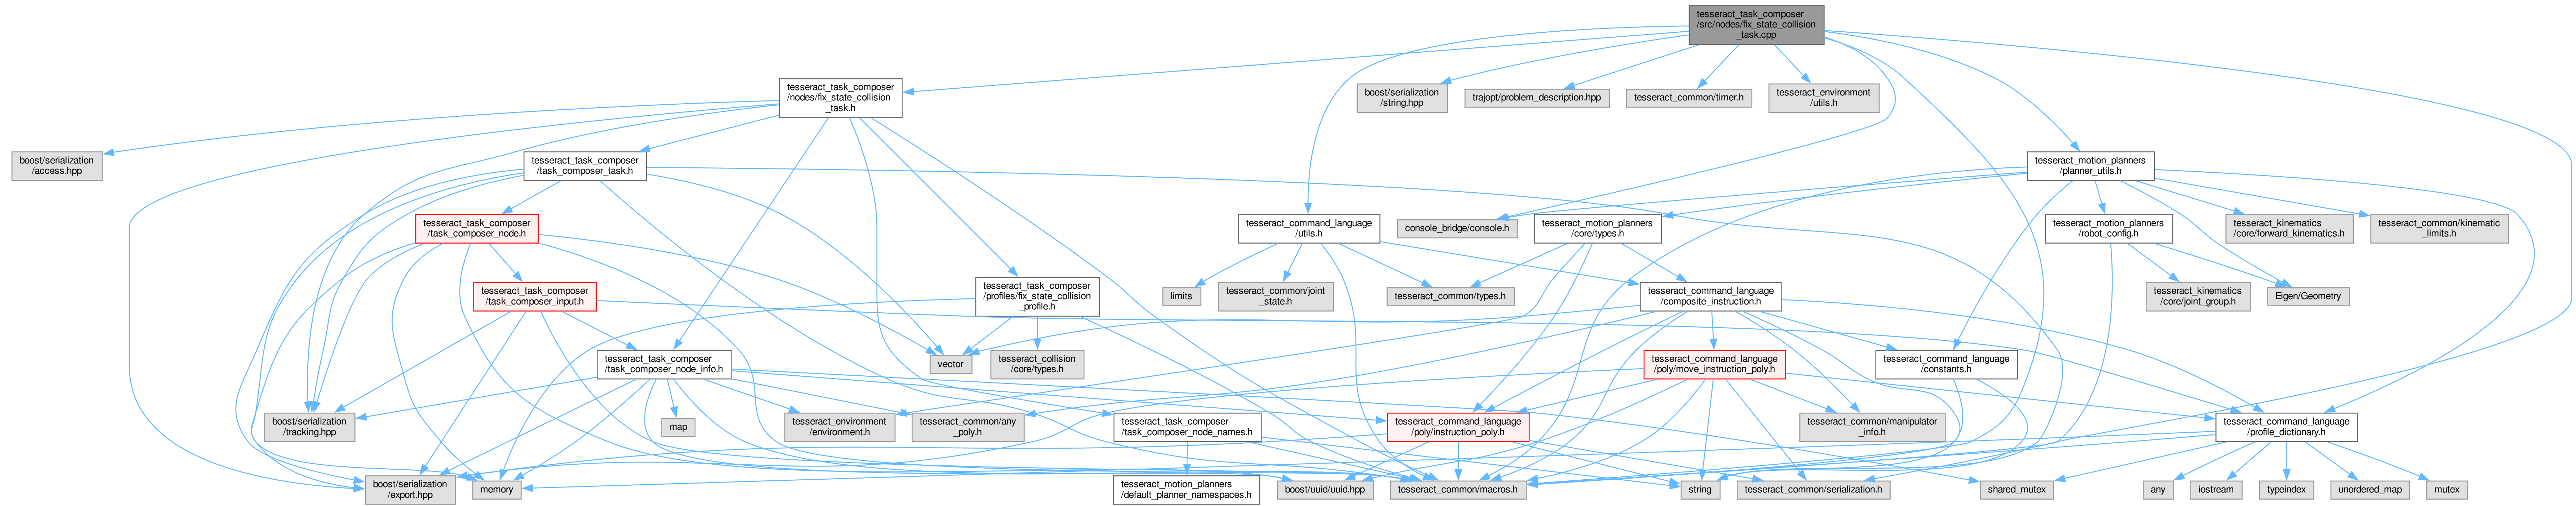 tesseract_task_composer
/src/nodes/fix_state_collision
_task.cpp
tesseract_task_composer
/nodes/fix_state_collision
_task.h
boost/serialization
/string.hpp
trajopt/problem_description.hpp
tesseract_common/timer.h
tesseract_environment
/utils.h
boost/serialization
/access.hpp
tesseract_task_composer
/task_composer_task.h
tesseract_motion_planners
/planner_utils.h
tesseract_task_composer
/task_composer_node.h
tesseract_command_language
/utils.h
console_bridge/console.h
tesseract_motion_planners
/core/types.h
tesseract_motion_planners
/robot_config.h
tesseract_kinematics
/core/forward_kinematics.h
tesseract_common/kinematic
_limits.h
tesseract_task_composer
/task_composer_input.h
tesseract_task_composer
/profiles/fix_state_collision
_profile.h
limits
tesseract_common/joint
_state.h
tesseract_common/types.h
tesseract_command_language
/composite_instruction.h
tesseract_kinematics
/core/joint_group.h
Eigen/Geometry
tesseract_task_composer
/task_composer_node_info.h
vector
tesseract_collision
/core/types.h
tesseract_command_language
/poly/move_instruction_poly.h
tesseract_command_language
/constants.h
boost/serialization
/tracking.hpp
map
tesseract_environment
/environment.h
tesseract_common/any
_poly.h
tesseract_task_composer
/task_composer_node_names.h
tesseract_command_language
/poly/instruction_poly.h
tesseract_common/manipulator
_info.h
tesseract_command_language
/profile_dictionary.h
boost/serialization
/export.hpp
memory
tesseract_motion_planners
/default_planner_namespaces.h
boost/uuid/uuid.hpp
tesseract_common/macros.h
string
tesseract_common/serialization.h
shared_mutex
any
iostream
typeindex
unordered_map
mutex